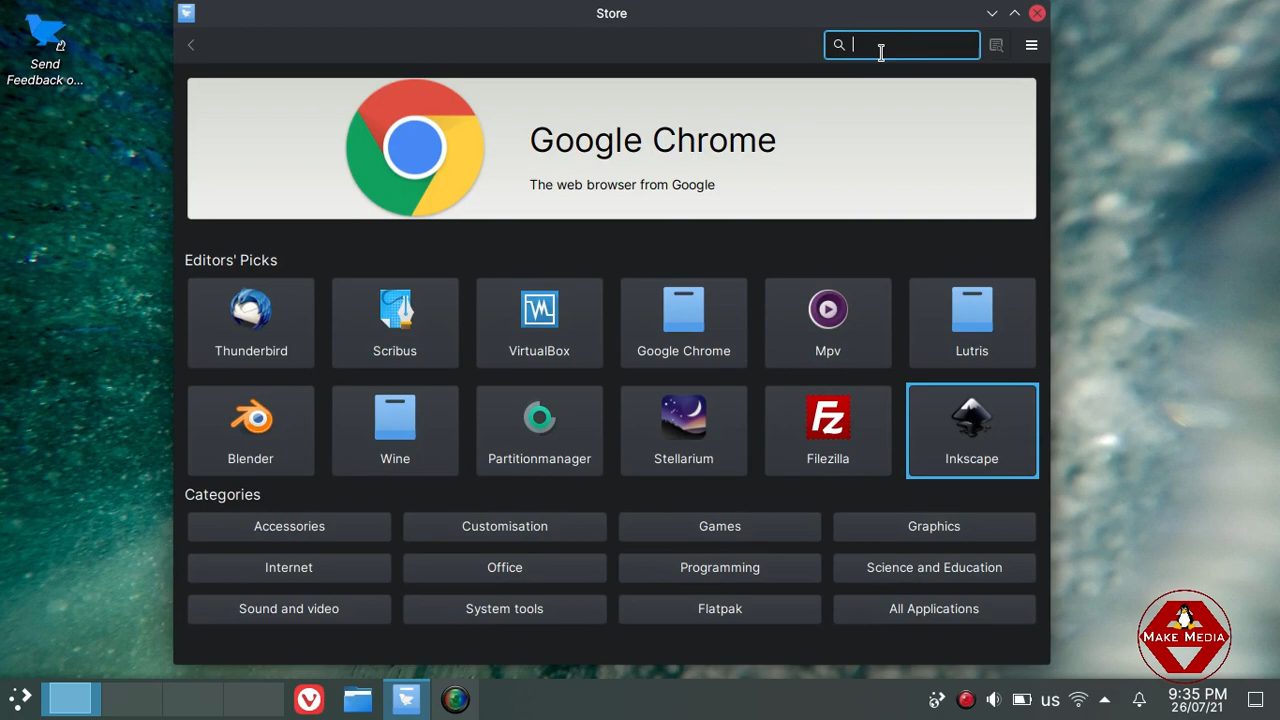 Store
Send
Feedback o...
Google Chrome
The web browser from Google
Editors' Picks
Thunderbird
Scribus
VirtualBox
Google Chrome
Mpv
Lutris
Blender
Wine
Partitionmanager
Stellarium
Fz
Filezilla
Inkscape
Categories
Accessories
Customisation
Games
Graphics
Internet
Office
Programming
Science and Education
Sound and video
System tools
Flatpak
All Applications
MAKE MEDIA
us
9:35 PM
26/07/21